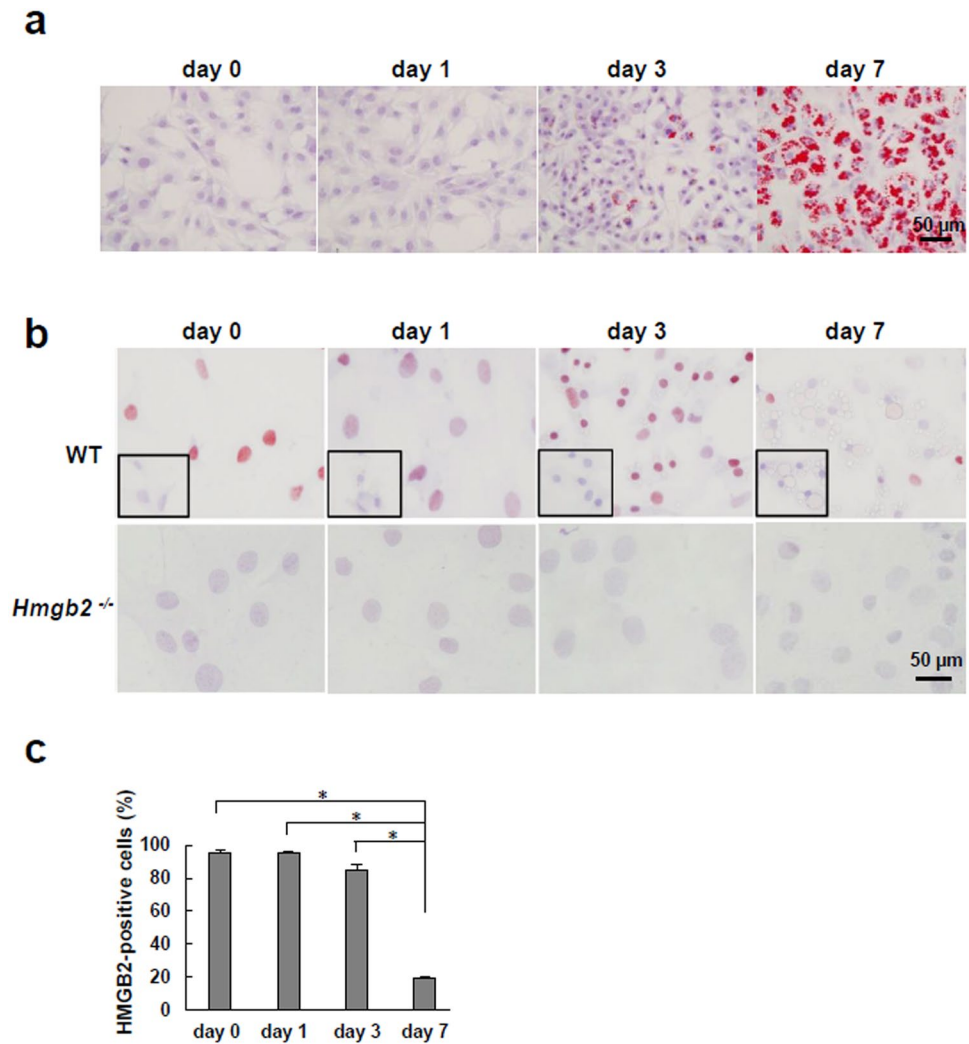 a
day 0 day 1 day 3 day 7
50 µm
b
day 0 day 1 day 3 day 7
WT
Hmgb2 -/-
50 µm
c
HMGB2-positive cells (%)
*
*
*
100
80
60
40
20
0
day 0 day 1 day 3 day 7